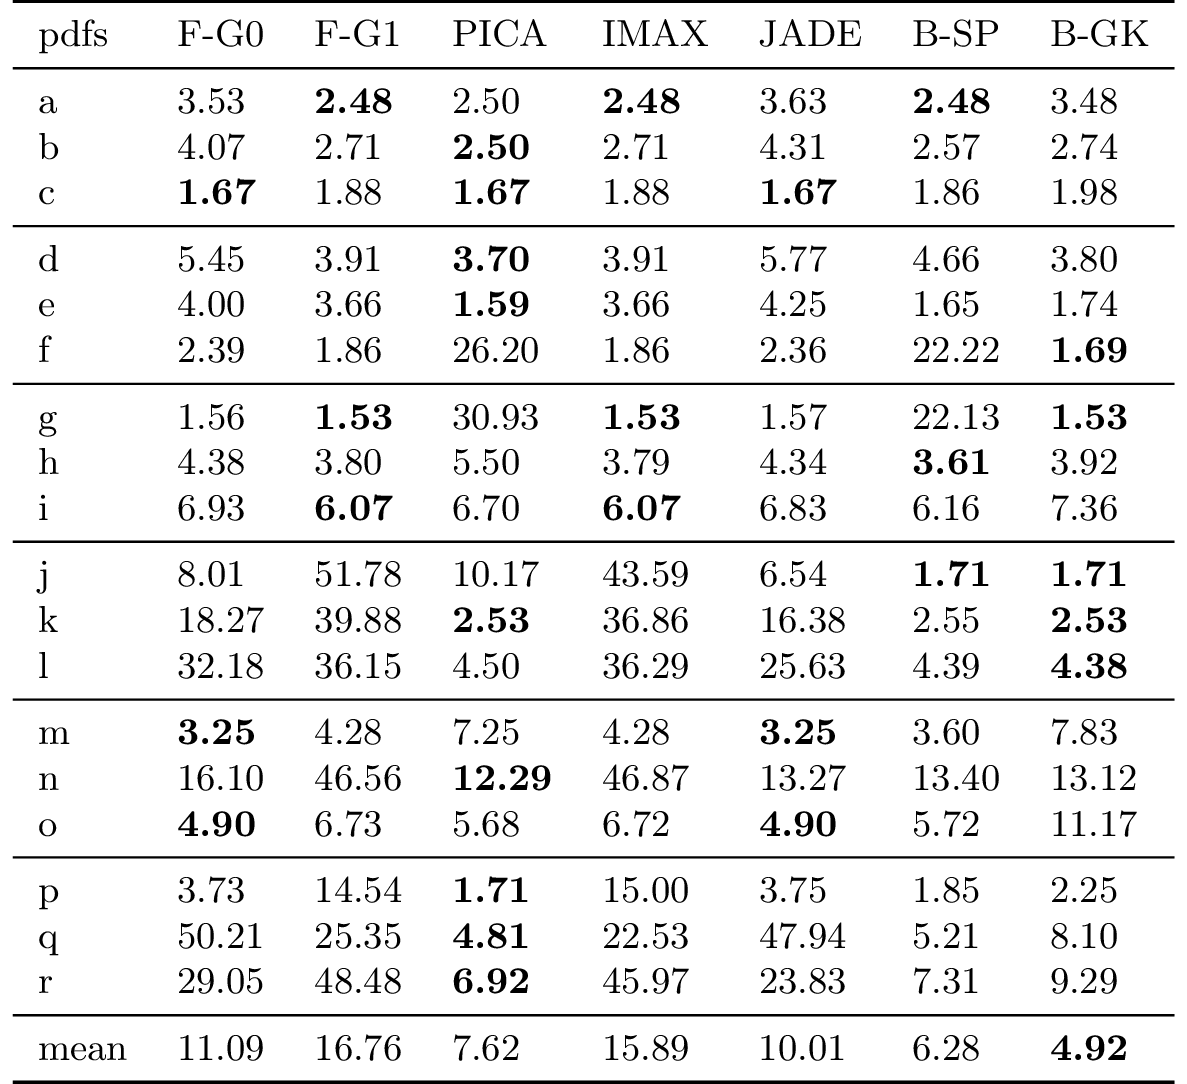 pdfs F-G0 F-G1 PICA IMAX JADE B-SP B-GK
a 3.53 2.48 2.50 2.48 3.63 2.48 3.48
b 4.07 2.71 2.50 2.71 4.31 2.57 2.74
c 1.67 1.88 1.67 1.88 1.67 1.86 1.98
d 5.45 3.91 3.70 3.91 5.77 4.66 3.80
e 4.00 3.66 1.59 3.66 4.25 1.65 1.74
f 2.39 1.86 26.20 1.86 2.36 22.22 1.69
g 1.56 1.53 30.93 1.53 1.57 22.13 1.53
h 4.38 3.80 5.50 3.79 4.34 3.61 3.92
i 6.93 6.07 6.70 6.07 6.83 6.16 7.36
j 8.01 51.78 10.17 43.59 6.54 1.71 1.71
k 18.27 39.88 2.53 36.86 16.38 2.55 2.53
l 32.18 36.15 4.50 36.29 25.63 4.39 4.38
m 3.25 4.28 7.25 4.28 3.25 3.60 7.83
n 16.10 46.56 12.29 46.87 13.27 13.40 13.12
o 4.90 6.73 5.68 6.72 4.90 5.72 11.17
p 3.73 14.54 1.71 15.00 3.75 1.85 2.25
q 50.21 25.35 4.81 22.53 47.94 5.21 8.10
r 29.05 48.48 6.92 45.97 23.83 7.31 9.29
mean 11.09 16.76 7.62 15.89 10.01 6.28 4.92